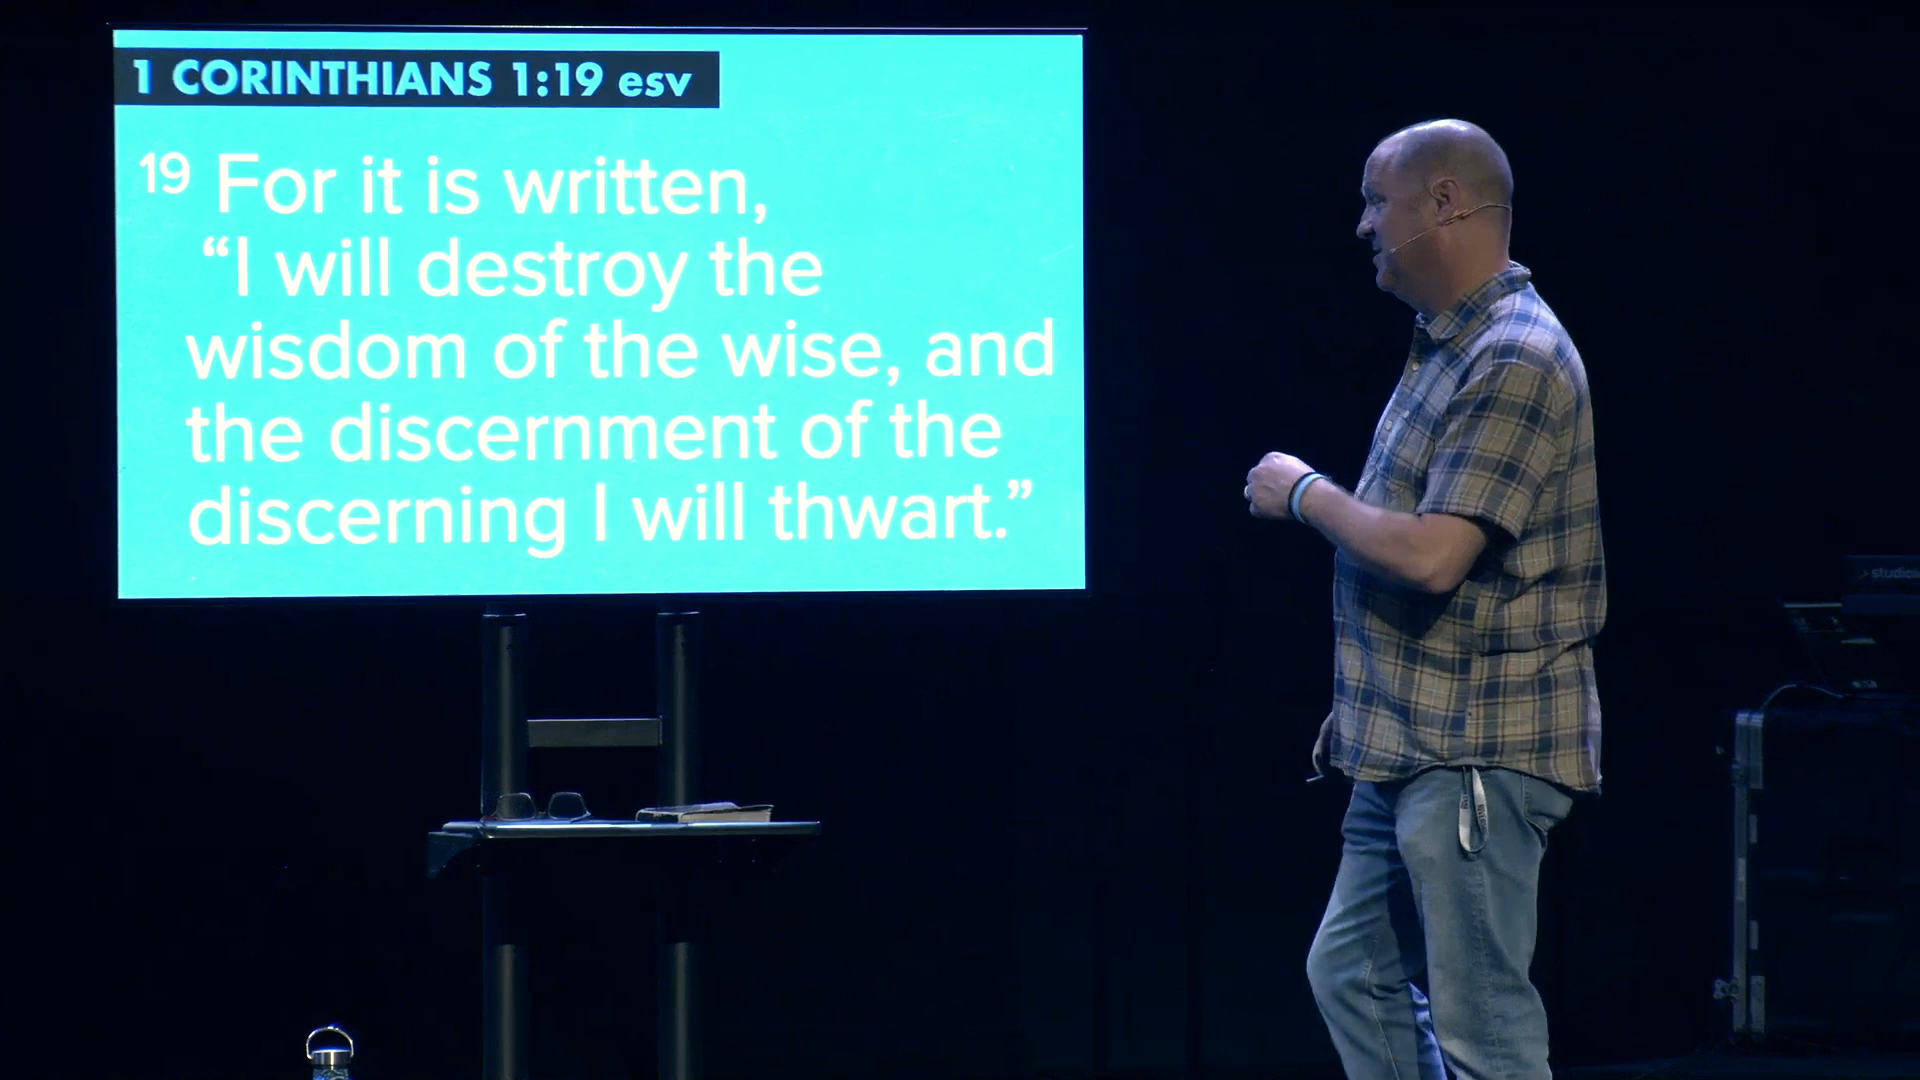 1 CORINTHIANS 1:19 esv
19 For it is written,
“I will destroy the
wisdom of the wise, and
the discernment of the
discerning I will thwart.”